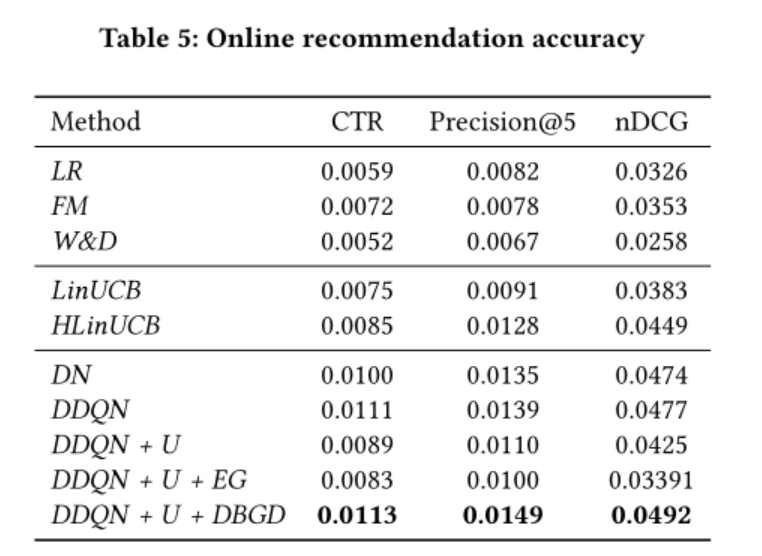 Table 5: Online recommendation accuracy
Method CTR Precision@5 nDCG
LR 0.0059 0.0082 0.0326
FM 0.0072 0.0078 0.0353
W&D 0.0052 0.0067 0.0258
LinUCB 0.0075 0.0091 0.0383
HLinUCB 0.0085 0.0128 0.0449
DN 0.0100 0.0135 0.0474
DDQN 0.0111 0.0139 0.0477
DDQN + U 0.0089 0.0110 0.0425
DDQN + U + EG 0.0083 0.0100 0.03391
DDQN + U + DBGD 0.0113 0.0149 0.0492